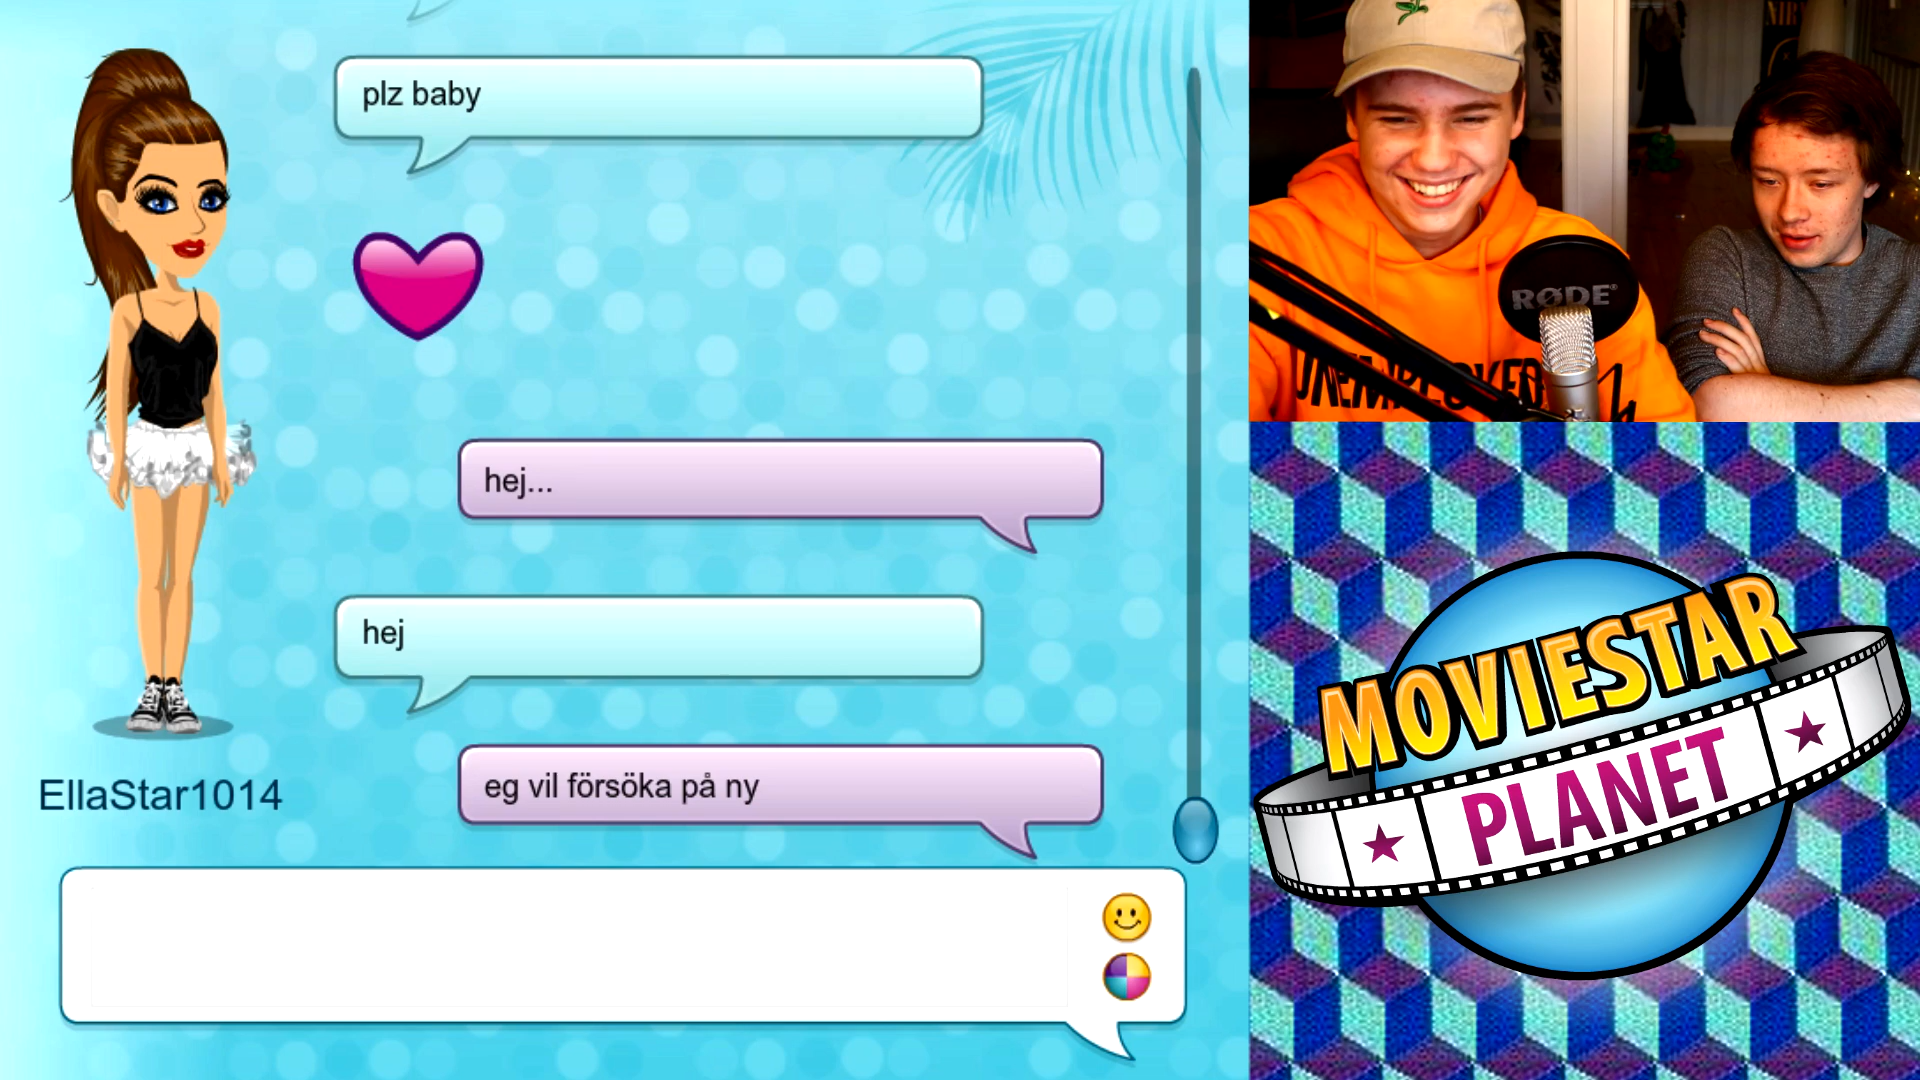 plz baby
hej...
hej
eg vil försöka på ny
EllaStar1014
RØDE®
MOVIESTAR
PLANET